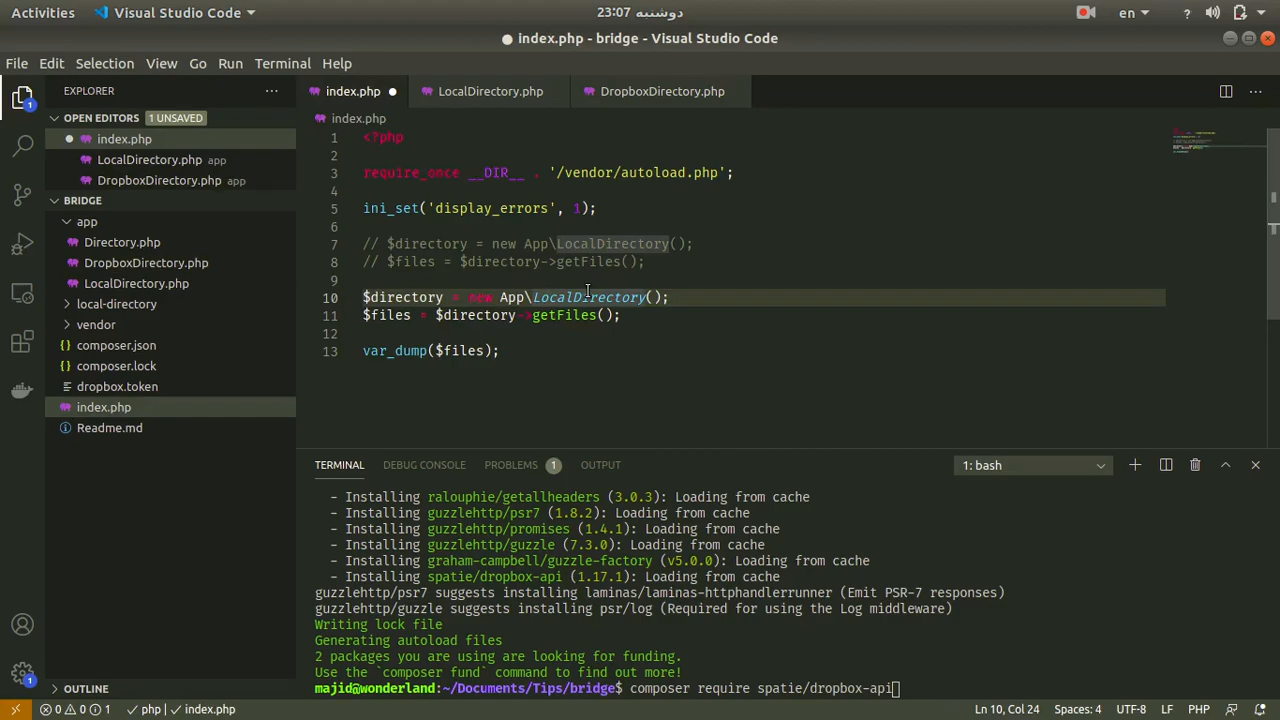 Activities
Visual Studio Code
دوشنبه 23:07
en
?
● index.php - bridge - Visual Studio Code
File Edit Selection View Go Run Terminal Help
EXPLORER
index.php
LocalDirectory.php
DropboxDirectory.php
OPEN EDITORS 1 UNSAVED
index.php
LocalDirectory.php app
DropboxDirectory.php app
BRIDGE
app
Directory.php
DropboxDirectory.php
LocalDirectory.php
local-directory
vendor
composer.json
composer.lock
dropbox.token
index.php
Readme.md
OUTLINE
1
1
index.php
1 <?php
2
3 require_once __DIR__ . '/vendor/autoload.php';
4
5 ini_set('display_errors', 1);
6
7 // $directory = new App\LocalDirectory();
8 // $files = $directory->getFiles();
9
10 $directory = new App\LocalDirectory();
11 $files = $directory->getFiles();
12
13 var_dump($files);
TERMINAL DEBUG CONSOLE PROBLEMS 1 OUTPUT
1: bash
- Installing ralouphie/getallheaders (3.0.3): Loading from cache
- Installing guzzlehttp/psr7 (1.8.2): Loading from cache
- Installing guzzlehttp/promises (1.4.1): Loading from cache
- Installing guzzlehttp/guzzle (7.3.0): Loading from cache
- Installing graham-campbell/guzzle-factory (v5.0.0): Loading from cache
- Installing spatie/dropbox-api (1.17.1): Loading from cache
guzzlehttp/psr7 suggests installing laminas/laminas-httphandlerrunner (Emit PSR-7 responses)
guzzlehttp/guzzle suggests installing psr/log (Required for using the Log middleware)
Writing lock file
Generating autoload files
2 packages you are using are looking for funding.
Use the `composer fund` command to find out more!
majid@wonderland:~/Documents/Tips/bridge$ composer require spatie/dropbox-api
0 0 1 php | index.php
Ln 10, Col 24 Spaces: 4 UTF-8 LF PHP